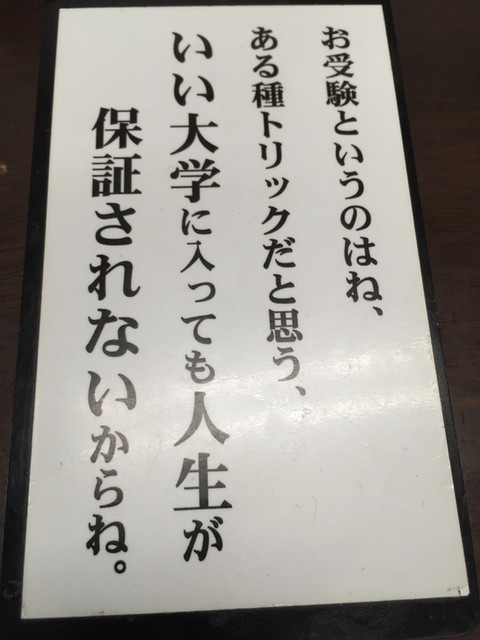 お受験というのはね、
ある種トリックだと思う、
いい大学に入っても人生が
保証されないからね。